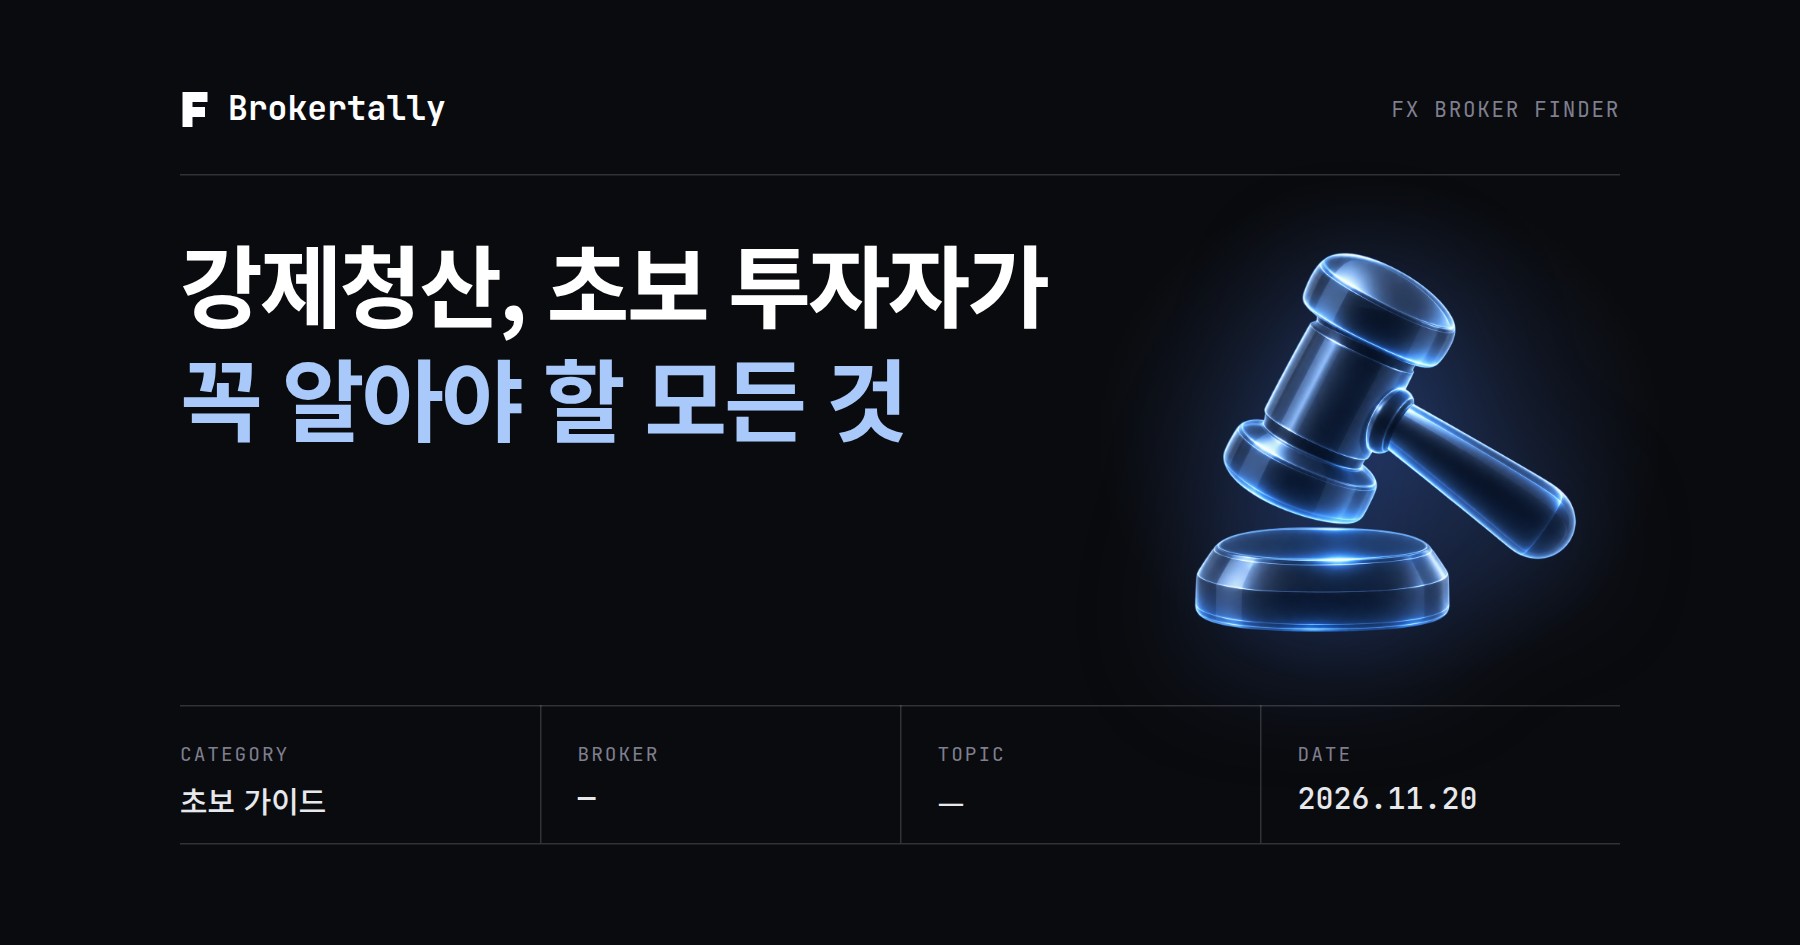 Brokertally
FX BROKER FINDER
강제청산, 초보 투자자가
꼭 알아야 할 모든 것
CATEGORY
초보 가이드
BROKER
—
TOPIC
—
DATE
2026.11.20